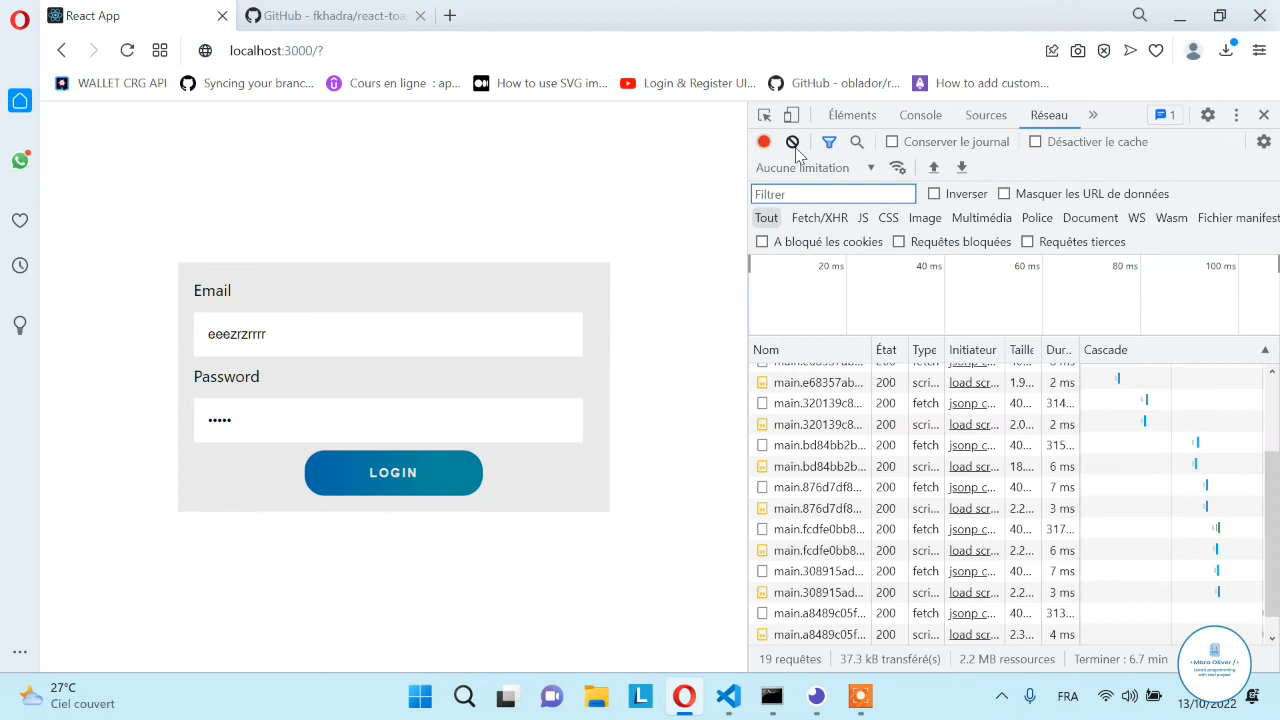 React App
GitHub - fkhadra/react-toa
localhost:3000/?
WALLET CRG API
Syncing your branc...
Cours en ligne : ap...
How to use SVG im...
Login & Register UI...
GitHub - oblador/r...
How to add custom...
Éléments Console Sources Réseau 1
Conserver le journal Désactiver le cache
Aucune limitation
Filtrer Inverser Masquer les URL de données
Tout Fetch/XHR JS CSS Image Multimédia Police Document WS Wasm Fichier manifest
A bloqué les cookies Requêtes bloquées Requêtes tierces
20 ms 40 ms 60 ms 80 ms 100 ms
Nom État Type Initiateur Taille Dur.. Cascade
main.e68357ab... 200 scri... load scr... 1.9... 2 ms
main.320139c8... 200 fetch jsonp c... 40... 314...
main.320139c8... 200 scri... load scr... 2.0... 2 ms
main.bd84bb2b... 200 fetch jsonp c... 40... 315...
main.bd84bb2b... 200 scri... load scr... 18... 6 ms
main.876d7df8... 200 fetch jsonp c... 40... 7 ms
main.876d7df8... 200 scri... load scr... 2.2... 3 ms
main.fcdfe0bb8... 200 fetch jsonp c... 40... 317...
main.fcdfe0bb8... 200 scri... load scr... 2.2... 6 ms
main.308915ad... 200 fetch jsonp c... 40... 7 ms
main.308915ad... 200 scri... load scr... 2.2... 3 ms
main.a8489c05f... 200 fetch jsonp c... 40... 313...
main.a8489c05f... 200 scri... load scr... 2.3... 4 ms
19 requêtes 37.3 kB transféré(s) 2.2 MB ressources Terminer : 6.7 min
Email
eeezrzrrrr
Password
•••••
LOGIN
<Mbra Oliver />
Learnd programming
with real project
27°C
Ciel couvert
L
FRA
13/10/2022